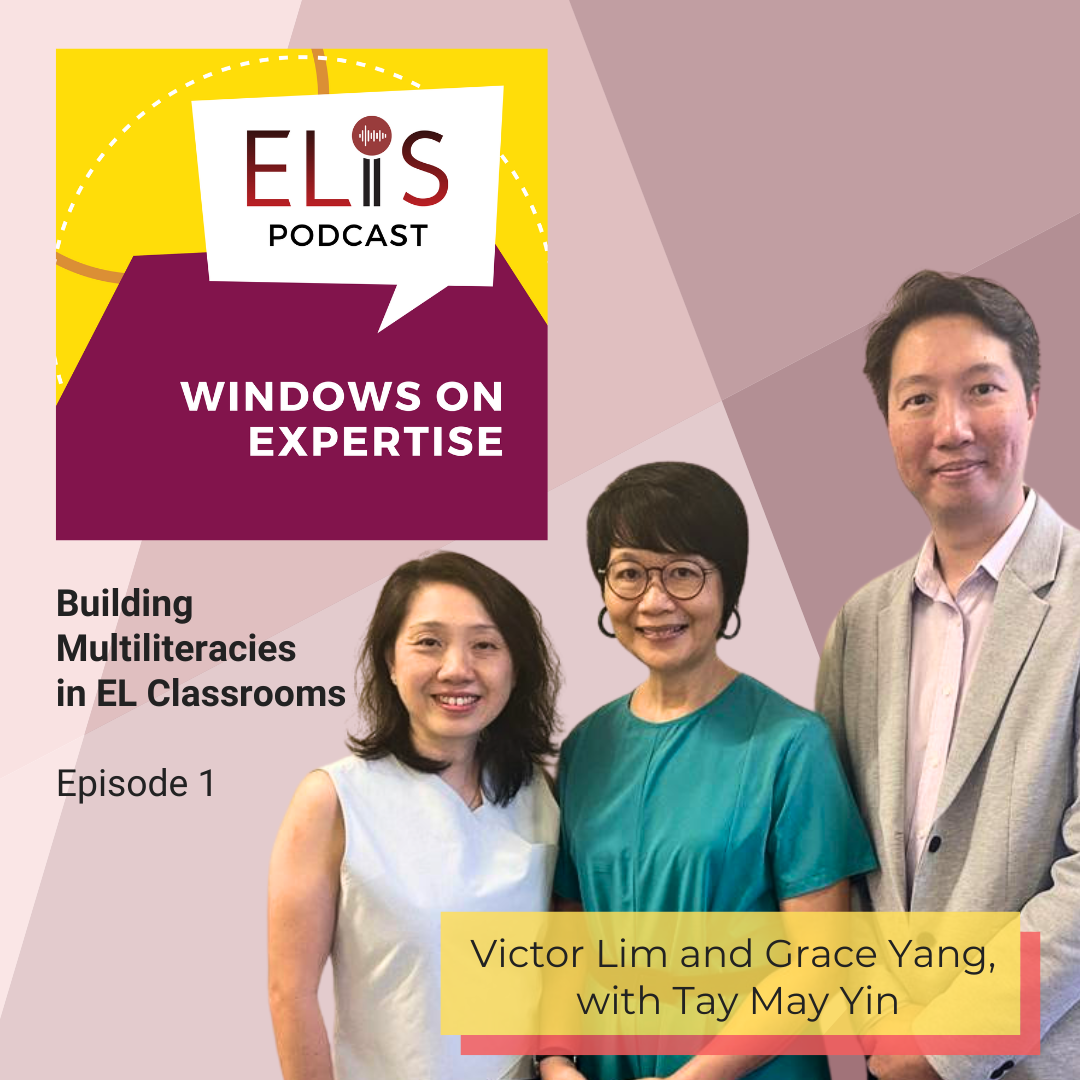 ELiS
PODCAST
WINDOWS ON
EXPERTISE
Building
Multiliteracies
in EL Classrooms
Episode 1
Victor Lim and Grace Yang,
with Tay May Yin